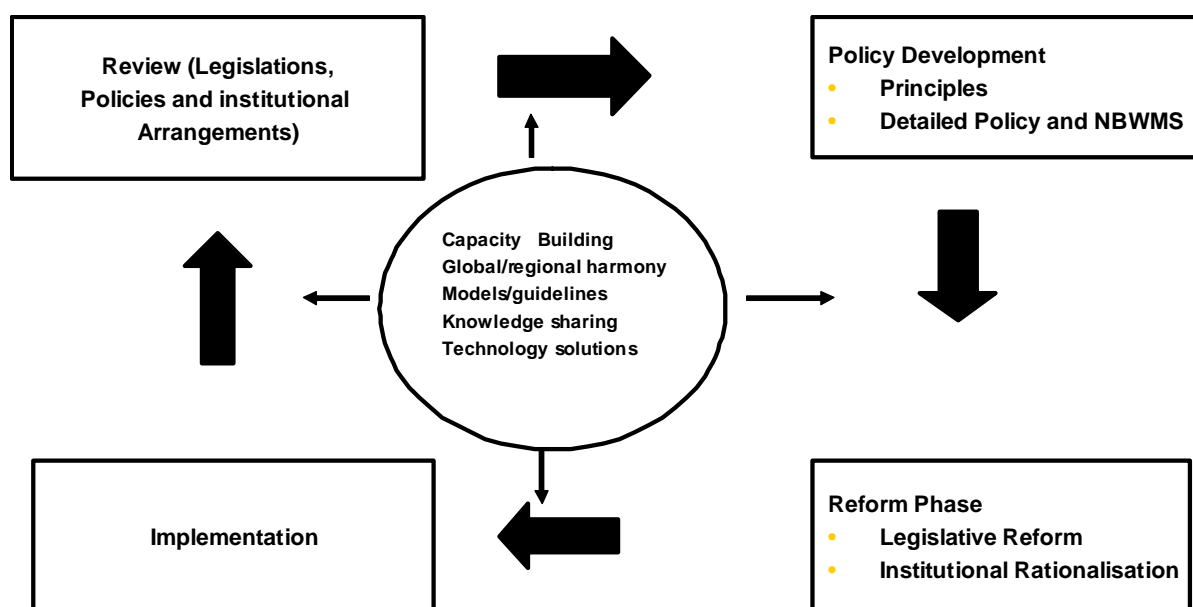 Review (Legislations,
Policies and institutional
Arrangements)
Policy Development
• Principles
• Detailed Policy and NBWMS
Capacity Building
Global/regional harmony
Models/guidelines
Knowledge sharing
Technology solutions
Implementation
Reform Phase
• Legislative Reform
• Institutional Rationalisation